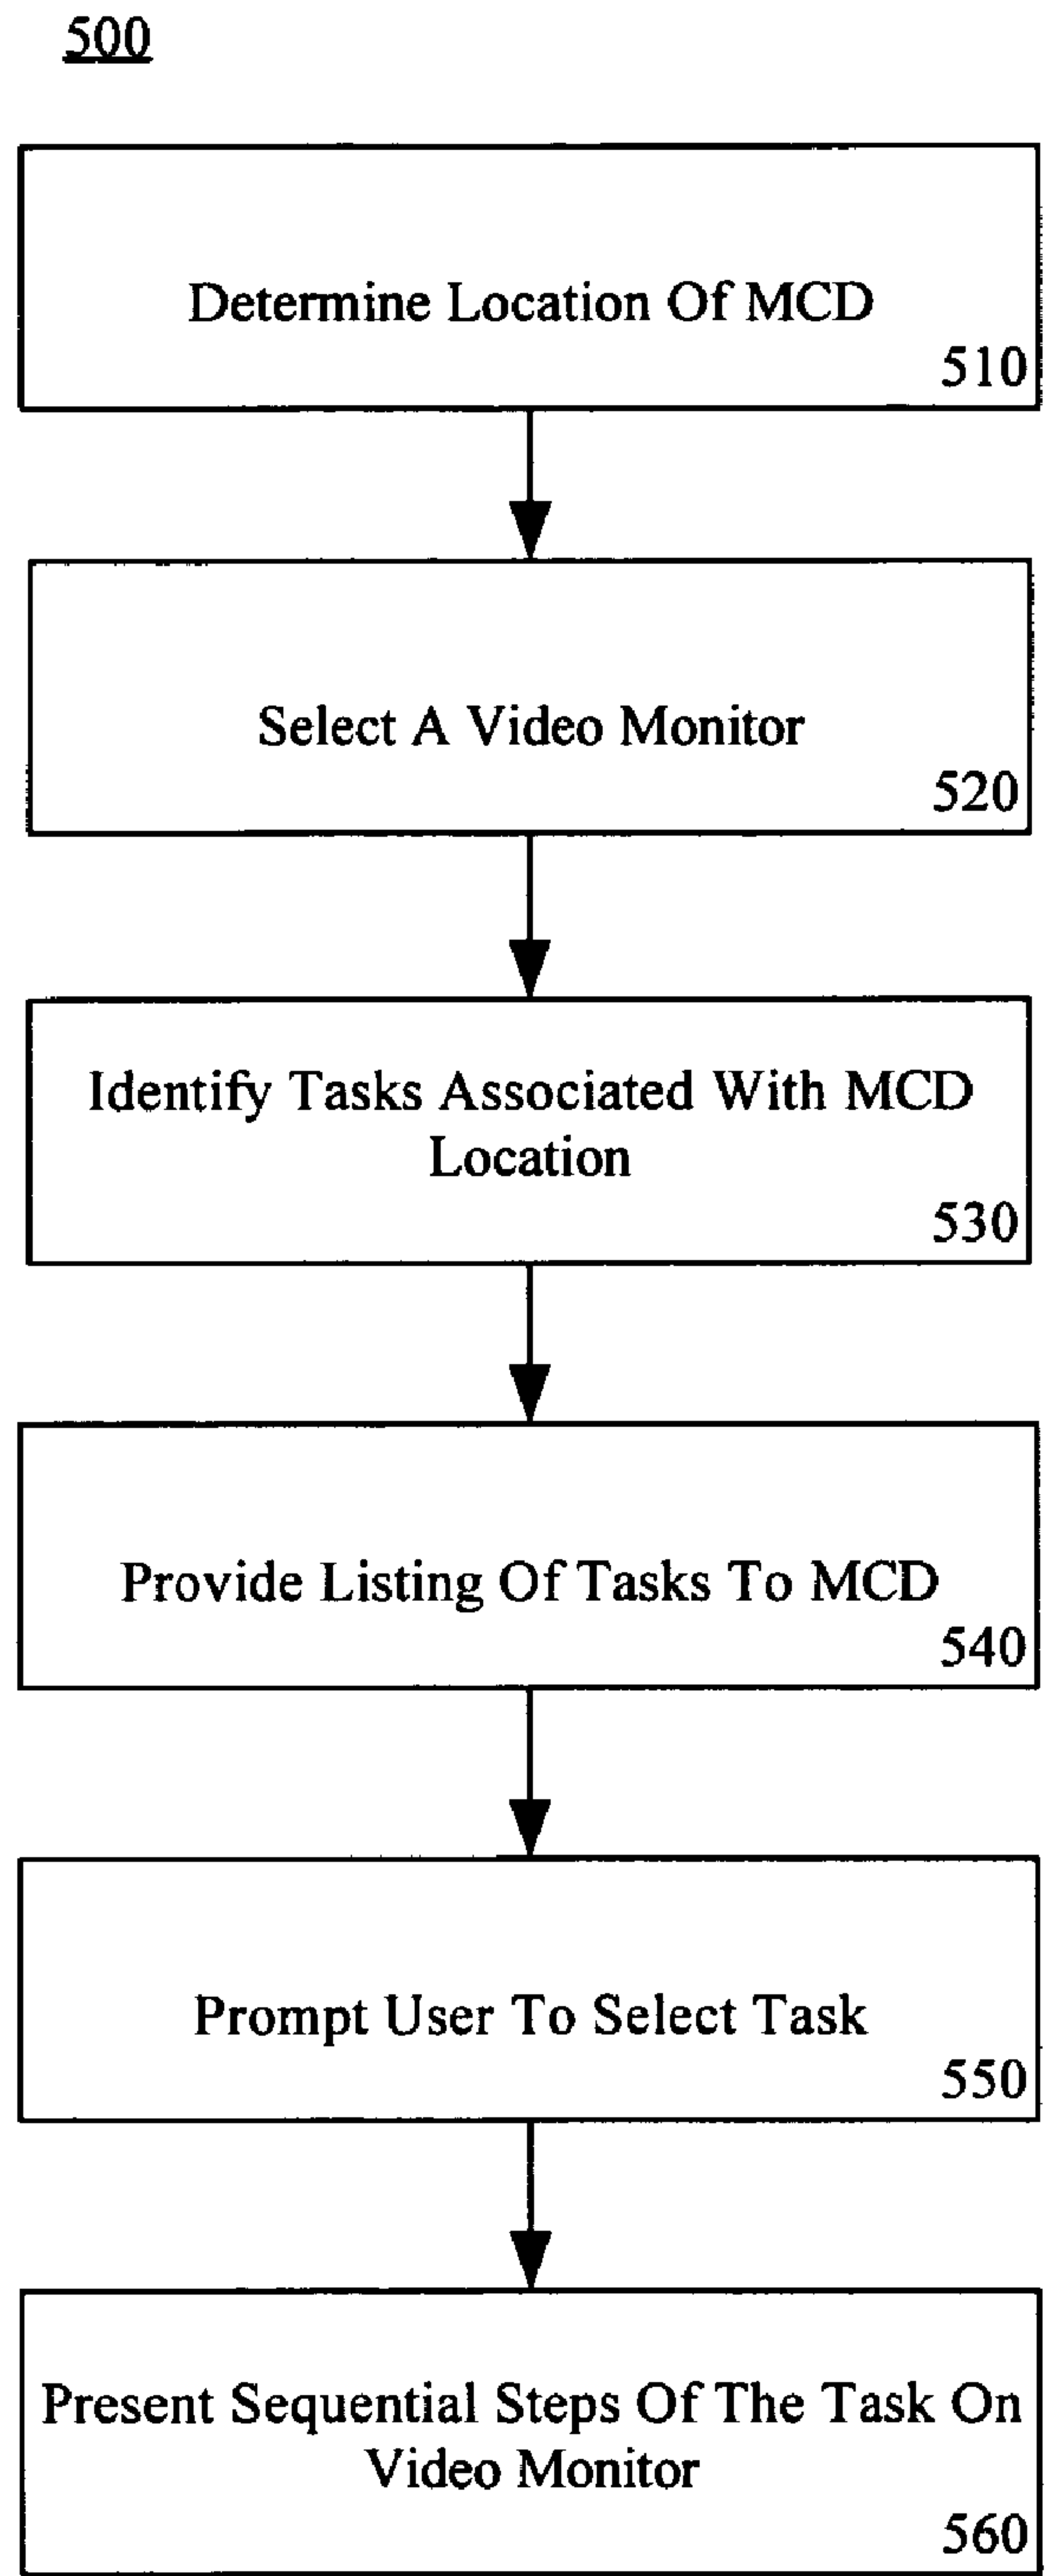 500
Determine Location Of MCD
510
Select A Video Monitor
520
Identify Tasks Associated With MCD
Location
530
Provide Listing Of Tasks To MCD
540
Prompt User To Select Task
550
Present Sequential Steps Of The Task On
Video Monitor
560